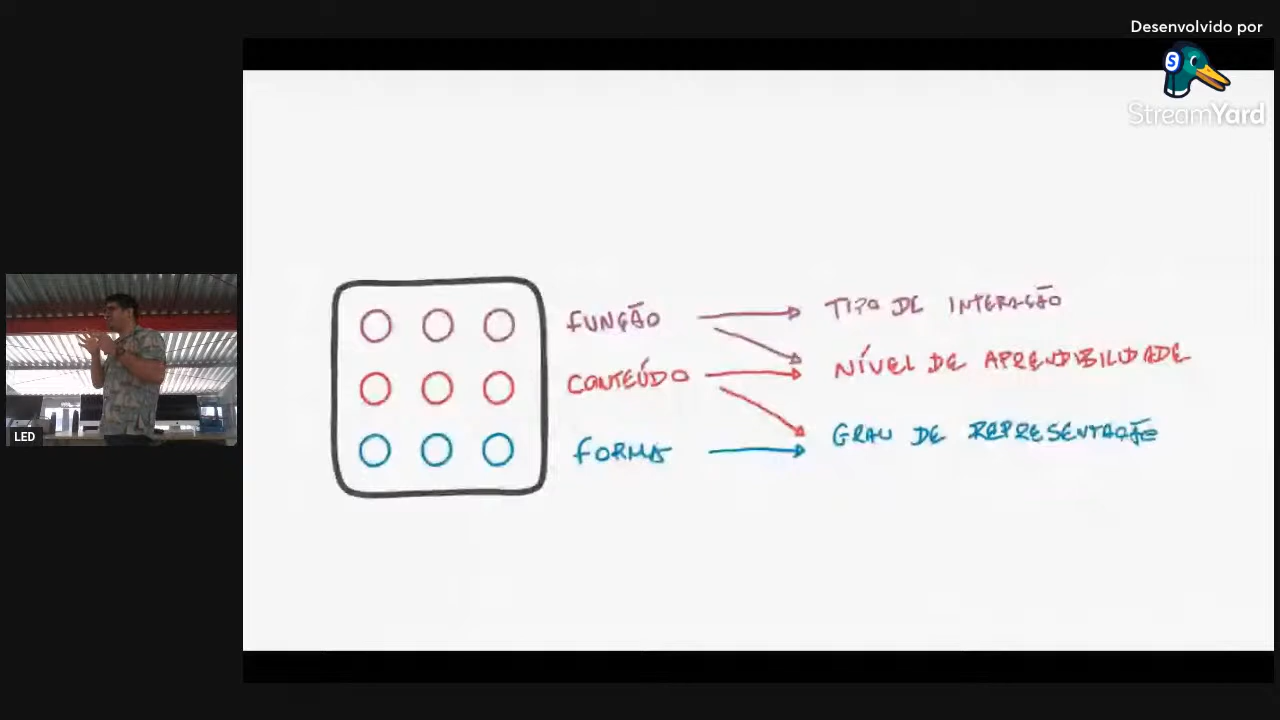 Desenvolvido por
StreamYard
FUNÇÃO
TIPO DE INTERAÇÃO
CONTEÚDO
NÍVEL DE APRENDIBILIDADE
FORMA
GRAU DE REPRESENTAÇÃO
LED